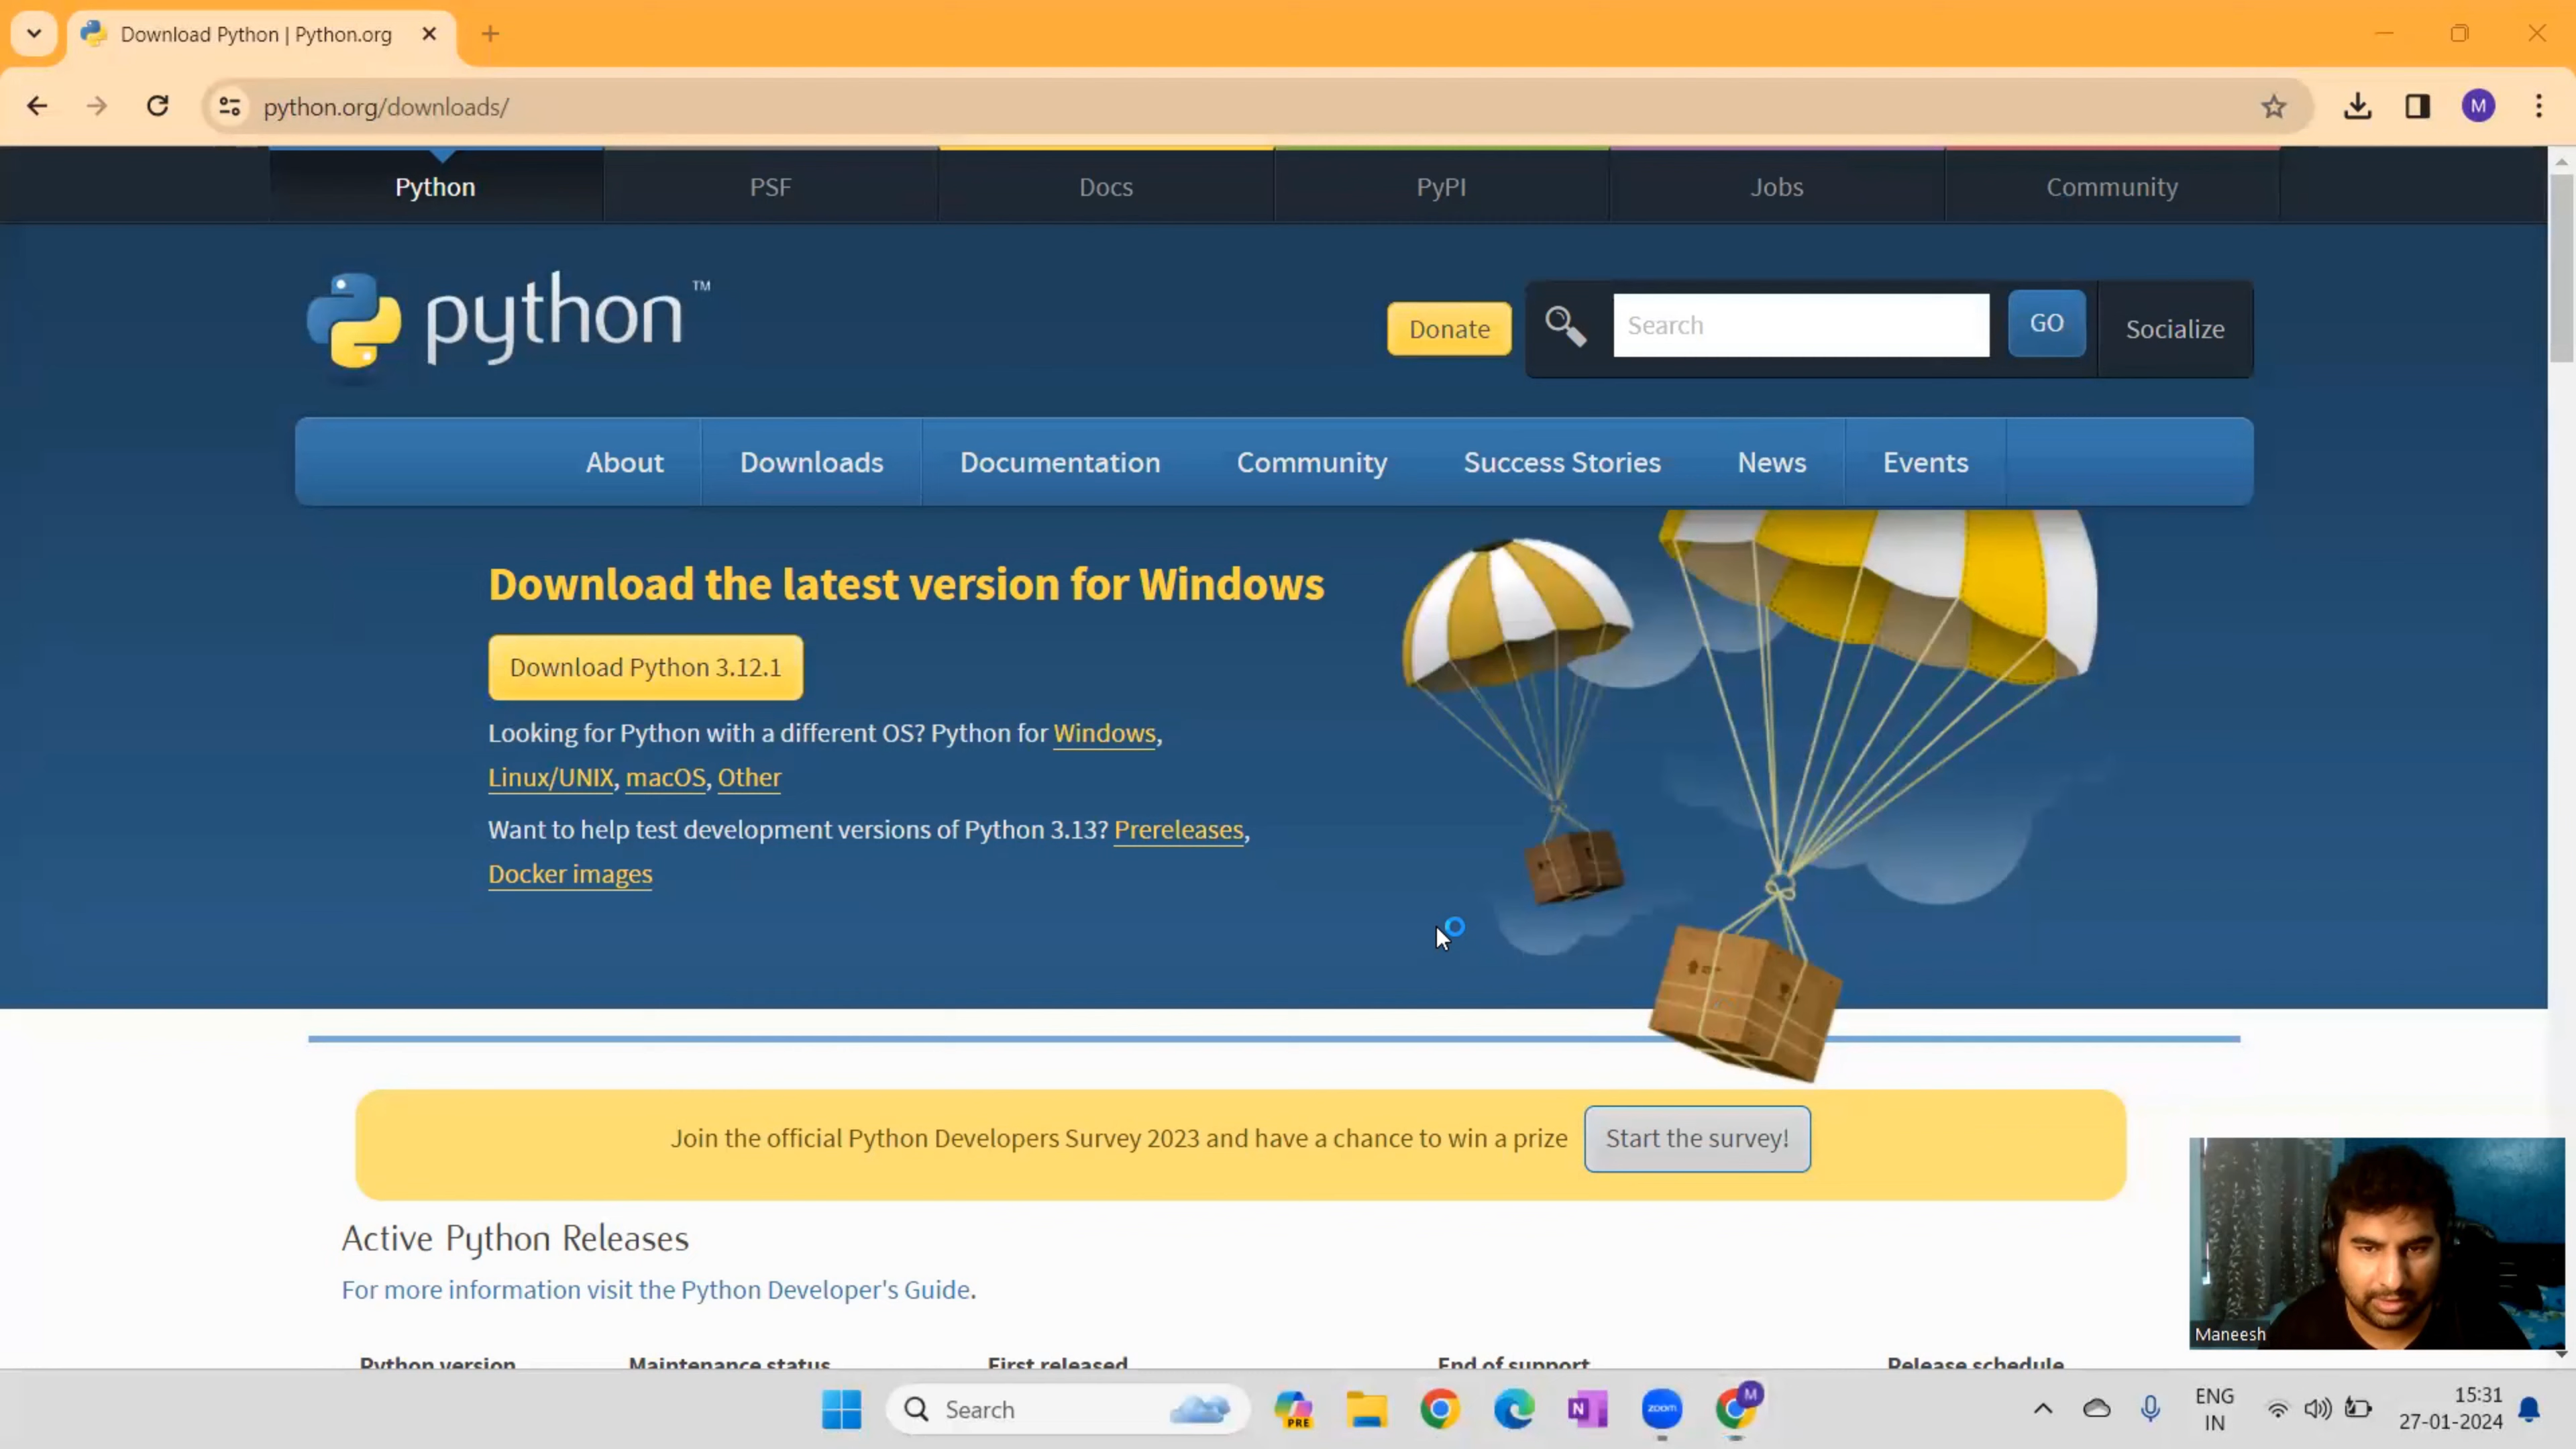 Download Python | Python.org
python.org/downloads/
M
Python PSF Docs PyPI Jobs Community
python™
Donate Search GO Socialize
About Downloads Documentation Community Success Stories News Events
Download the latest version for Windows
Download Python 3.12.1
Looking for Python with a different OS? Python for Windows,
Linux/UNIX, macOS, Other
Want to help test development versions of Python 3.13? Prereleases,
Docker images
Join the official Python Developers Survey 2023 and have a chance to win a prize Start the survey!
Active Python Releases
For more information visit the Python Developer's Guide.
Maneesh
Python version Maintenance status First released End of support Release schedule
Search PRE N zoom M ENG 15:31
IN 27-01-2024